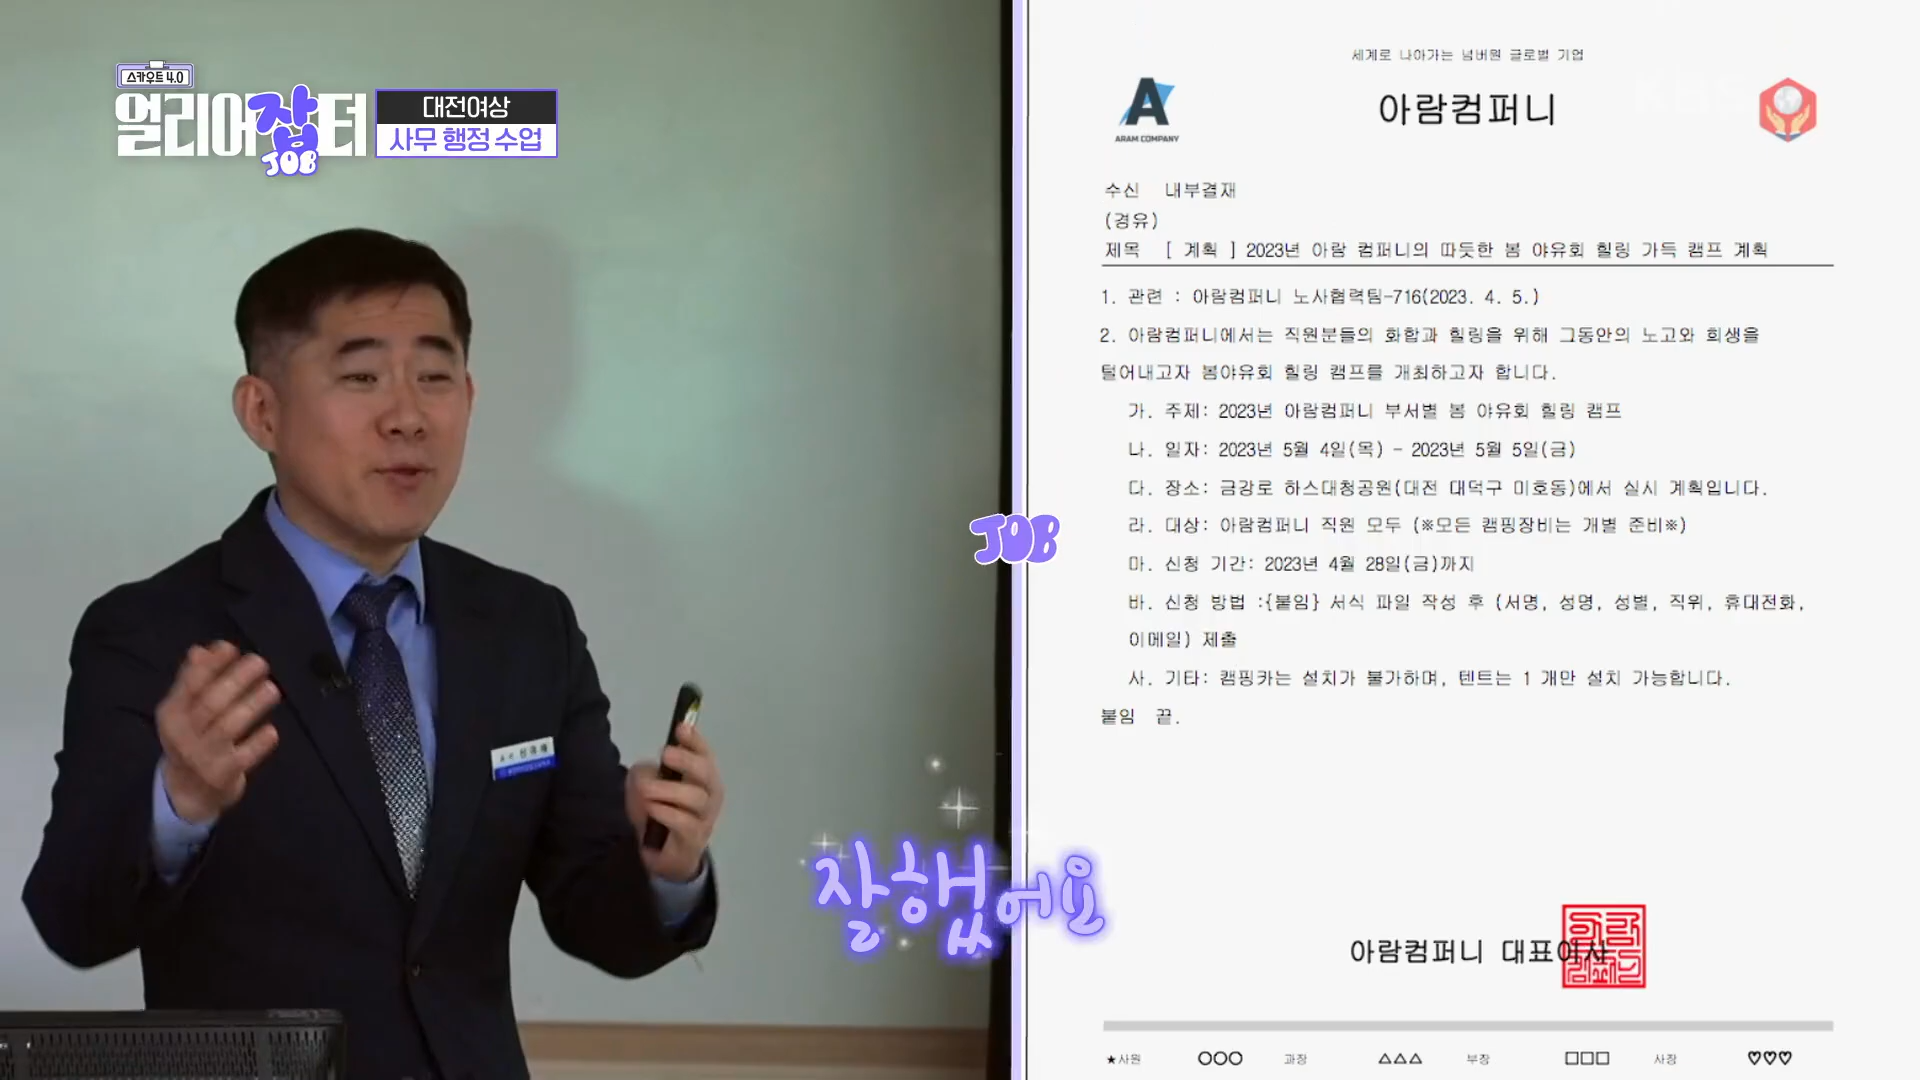 스카우트 4.0
얼리어잡터
JOB
대전여상
사무 행정 수업
JOB
잘했어요
세계로 나아가는 넘버원 글로벌 기업
A
ARAM COMPANY
아람컴퍼니
수신 내부결재
(경유)
제목 [ 계획 ] 2023년 아람 컴퍼니의 따듯한 봄 야유회 힐링 가득 캠프 계획
1. 관련 : 아람컴퍼니 노사협력팀-716(2023. 4. 5.)
2. 아람컴퍼니에서는 직원분들의 화합과 힐링을 위해 그동안의 노고와 희생을
털어내고자 봄야유회 힐링 캠프를 개최하고자 합니다.
가. 주제: 2023년 아람컴퍼니 부서별 봄 야유회 힐링 캠프
나. 일자: 2023년 5월 4일(목) - 2023년 5월 5일(금)
다. 장소: 금강로 하스대청공원(대전 대덕구 미호동)에서 실시 계획입니다.
라. 대상: 아람컴퍼니 직원 모두 (※모든 캠핑장비는 개별 준비※)
마. 신청 기간: 2023년 4월 28일(금)까지
바. 신청 방법 :{붙임} 서식 파일 작성 후 (서명, 성명, 성별, 직위, 휴대전화,
이메일) 제출
사. 기타: 캠핑카는 설치가 불가하며, 텐트는 1 개만 설치 가능합니다.
붙임 끝.
아람컴퍼니 대표이사
★사원 ○○○ 과장 △△△ 부장 □□□ 사장 ♡♡♡